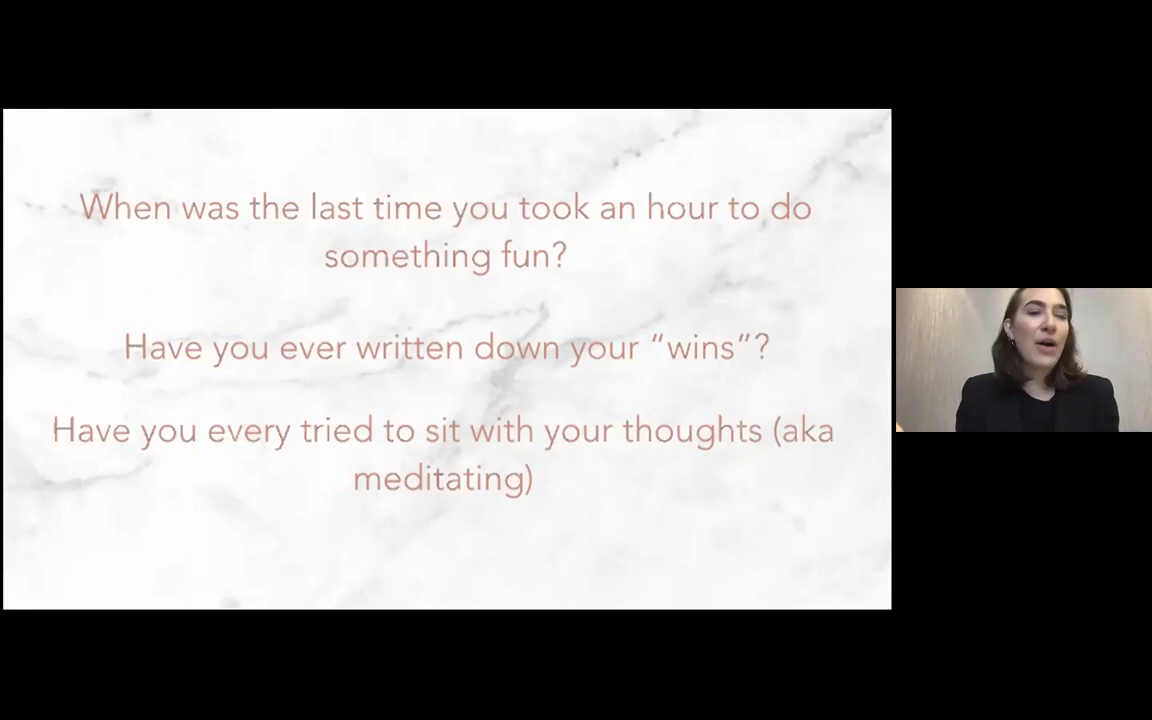 When was the last time you took an hour to do
something fun?
Have you ever written down your “wins”?
Have you every tried to sit with your thoughts (aka
meditating)